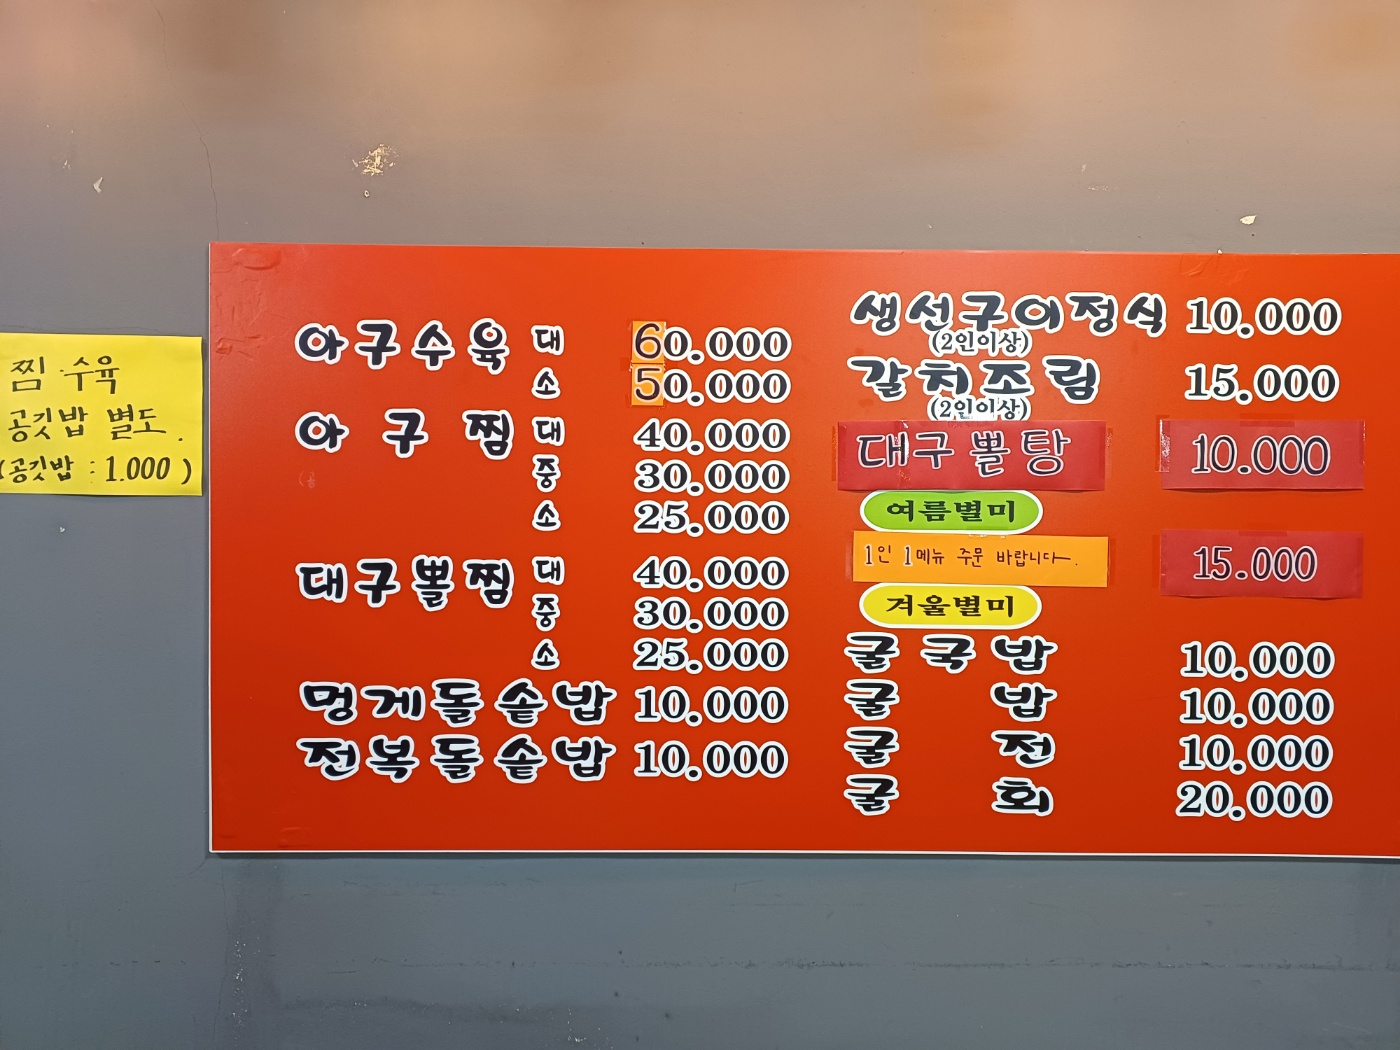 찜·수육
공깃밥 별도.
(공깃밥 : 1.000)
아구수육 대 60.000
소 50.000
아구찜 대 40.000
중 30.000
소 25.000
대구뽈찜 대 40.000
중 30.000
소 25.000
멍게돌솥밥 10.000
전복돌솥밥 10.000
생선구이정식 10.000
(2인이상)
갈치조림 15.000
(2인이상)
대구뽈탕 10.000
여름별미
1인 1메뉴 주문 바랍니다. 15.000
겨울별미
굴국밥 10.000
굴밥 10.000
굴전 10.000
굴회 20.000